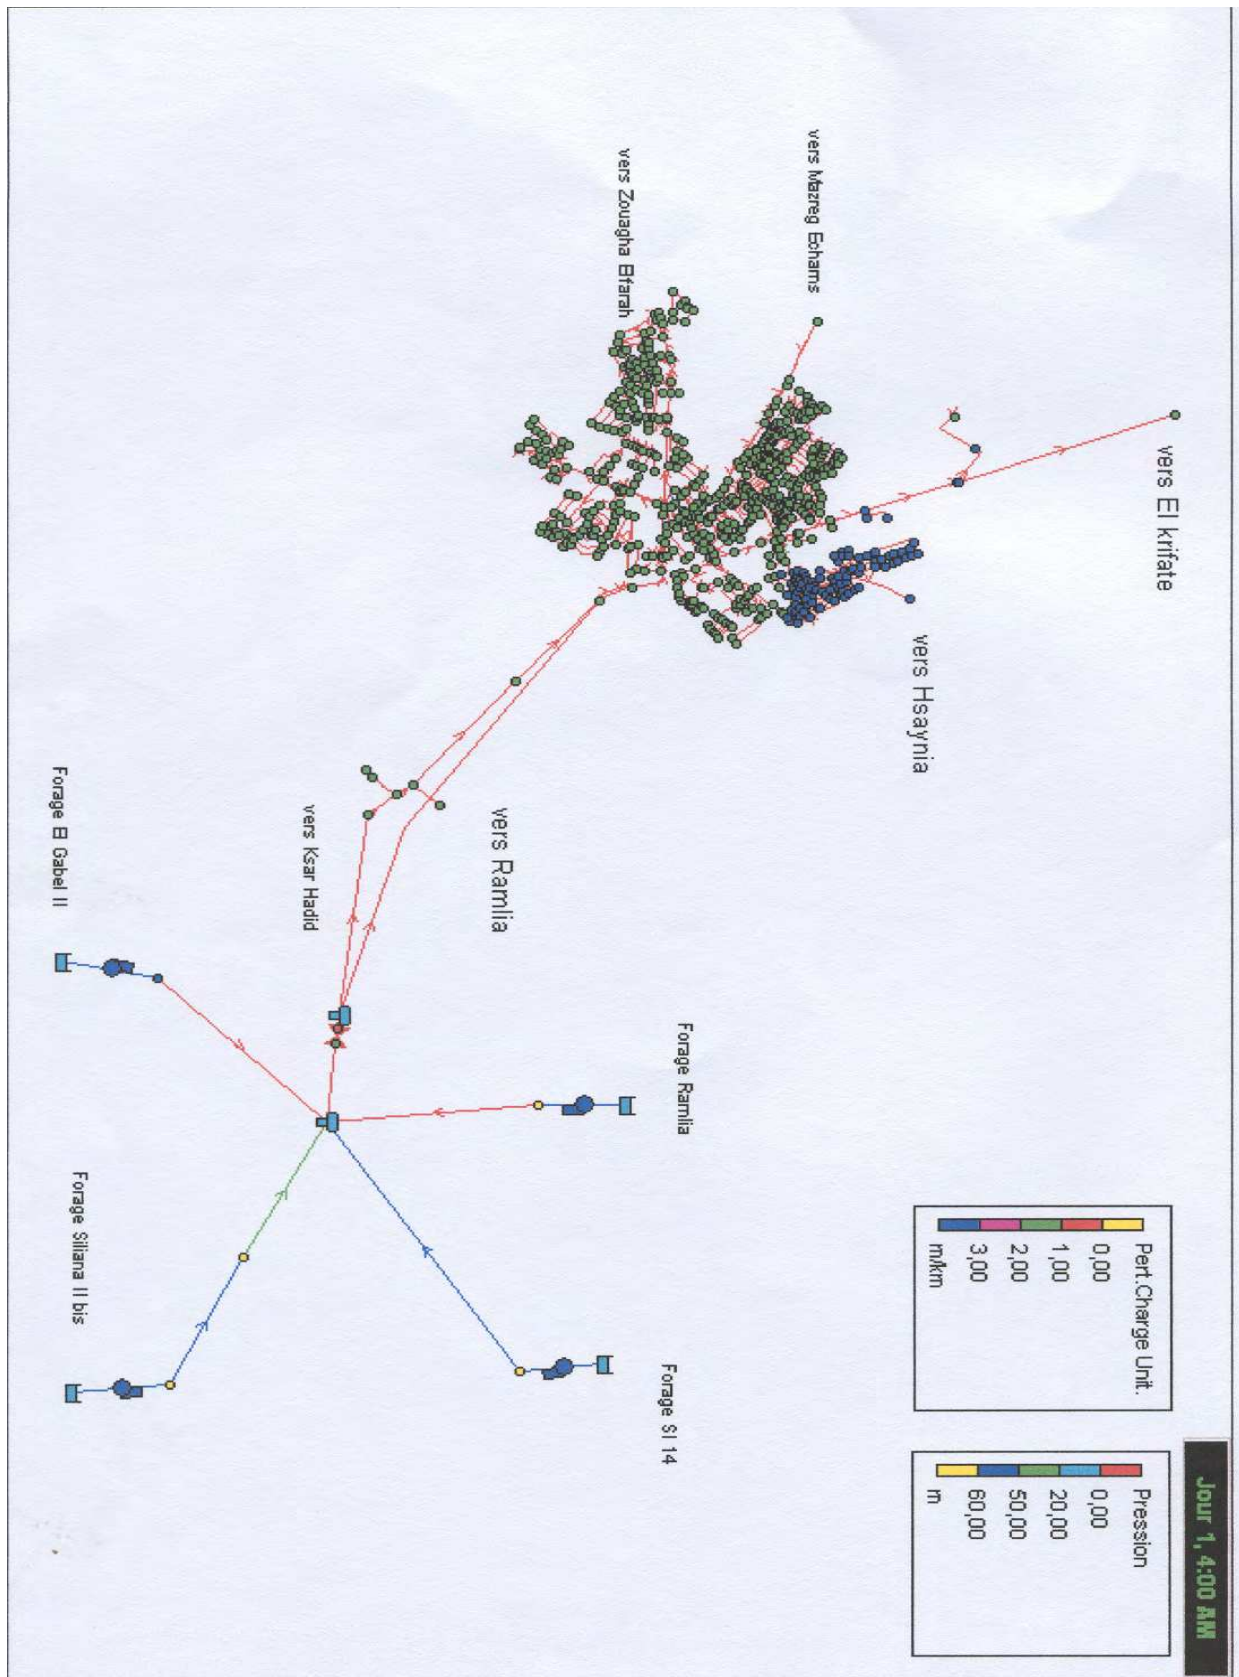 Jour 1, 4:00 AM
Pression
0,00
20,00
50,00
60,00
m
Pert.Charge Unit.
0,00
1,00
2,00
3,00
m/km
vers El krifate
vers Hsaynia
vers Mazreg Echams
vers Zouagha Bfarah
vers Ramlia
vers Ksar Hadid
Forage El Gabel II
Forage Ramlia
Forage Sl 14
Forage Siliana II bis